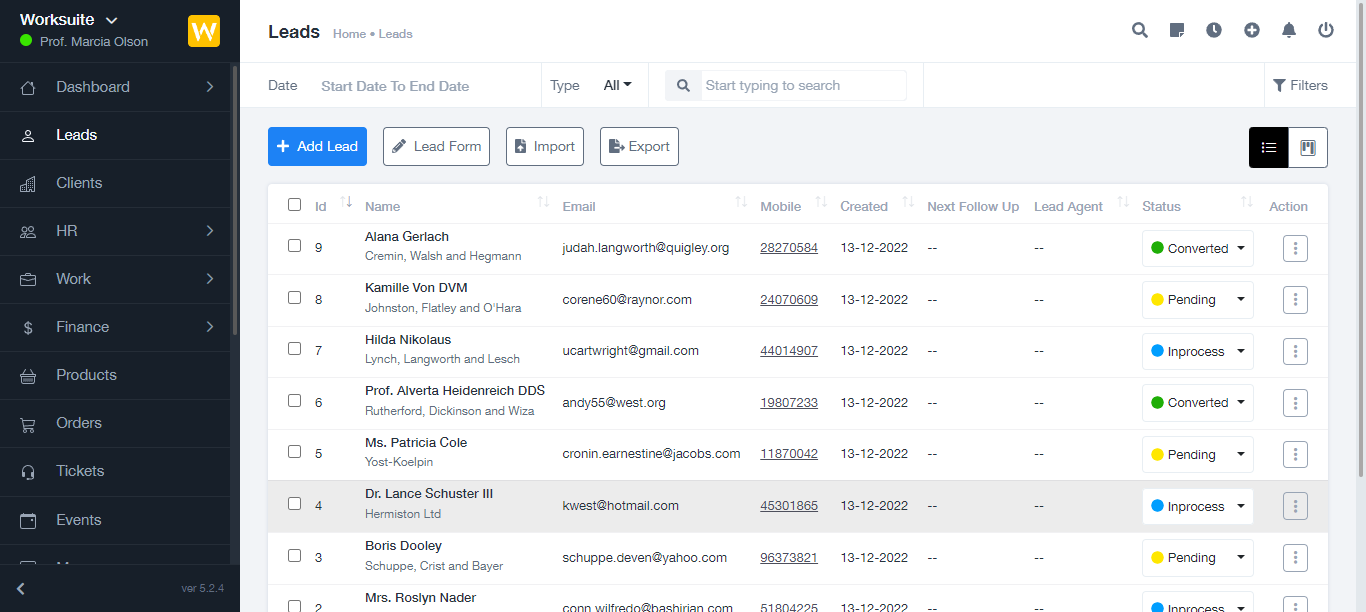 Worksuite
Prof. Marcia Olson
W
Dashboard
Leads
Clients
HR
Work
$ Finance
Products
Orders
Tickets
Events
ver 5.2.4
Leads Home • Leads
Date Start Date To End Date Type All Start typing to search Filters
Add Lead Lead Form Import Export
Id Name Email Mobile Created Next Follow Up Lead Agent Status Action
9 Alana Gerlach judah.langworth@quigley.org 28270584 13-12-2022 -- -- Converted
Cremin, Walsh and Hegmann
8 Kamille Von DVM corene60@raynor.com 24070609 13-12-2022 -- -- Pending
Johnston, Flatley and O'Hara
7 Hilda Nikolaus ucartwright@gmail.com 44014907 13-12-2022 -- -- Inprocess
Lynch, Langworth and Lesch
6 Prof. Alverta Heidenreich DDS andy55@west.org 19807233 13-12-2022 -- -- Converted
Rutherford, Dickinson and Wiza
5 Ms. Patricia Cole cronin.earnestine@jacobs.com 11870042 13-12-2022 -- -- Pending
Yost-Koelpin
4 Dr. Lance Schuster III kwest@hotmail.com 45301865 13-12-2022 -- -- Inprocess
Hermiston Ltd
3 Boris Dooley schuppe.deven@yahoo.com 96373821 13-12-2022 -- -- Pending
Schuppe, Crist and Bayer
2 Mrs. Roslyn Nader conn.wilfredo@bashirian.com 51804225 13-12-2022 -- -- Inprocess